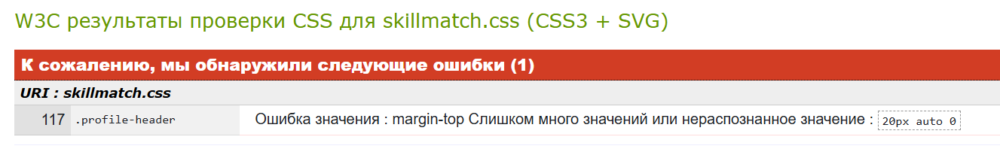 W3C результаты проверки CSS для skillmatch.css (CSS3 + SVG)
К сожалению, мы обнаружили следующие ошибки (1)
URI : skillmatch.css
117 .profile-header Ошибка значения : margin-top Слишком много значений или нераспознанное значение : 20px auto 0